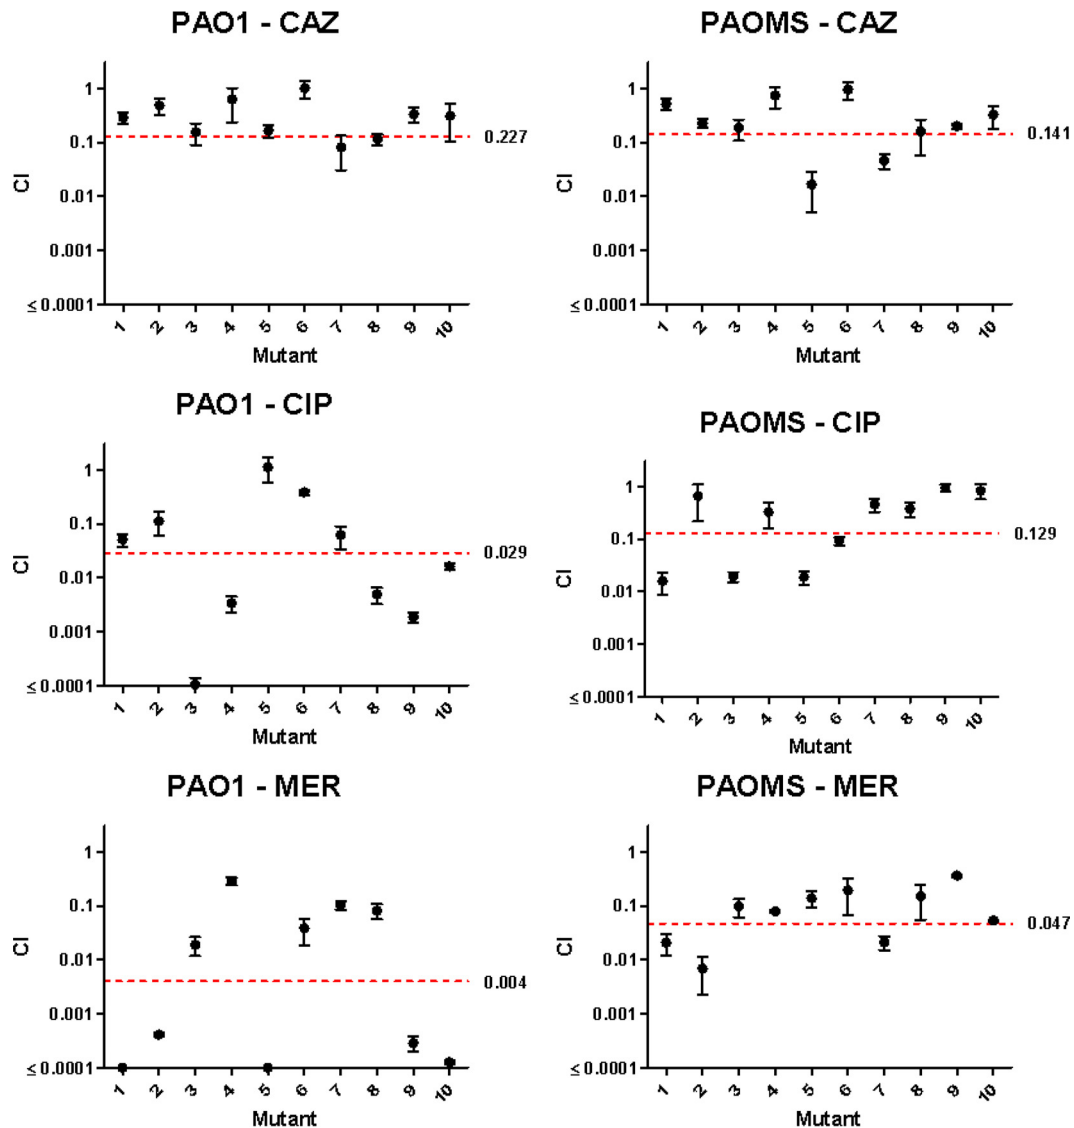 PAO1 - CAZ
1
0.1
0.01
0.001
≤ 0.0001
CI
0.227
1 2 3 4 5 6 7 8 9 10
Mutant
PAOMS - CAZ
1
0.1
0.01
0.001
≤ 0.0001
CI
0.141
1 2 3 4 5 6 7 8 9 10
Mutant
PAO1 - CIP
1
0.1
0.01
0.001
≤ 0.0001
CI
0.029
1 2 3 4 5 6 7 8 9 10
Mutant
PAOMS - CIP
1
0.1
0.01
0.001
≤ 0.0001
CI
0.129
1 2 3 4 5 6 7 8 9 10
Mutant
PAO1 - MER
1
0.1
0.01
0.001
≤ 0.0001
CI
0.004
1 2 3 4 5 6 7 8 9 10
Mutant
PAOMS - MER
1
0.1
0.01
0.001
≤ 0.0001
CI
0.047
1 2 3 4 5 6 7 8 9 10
Mutant